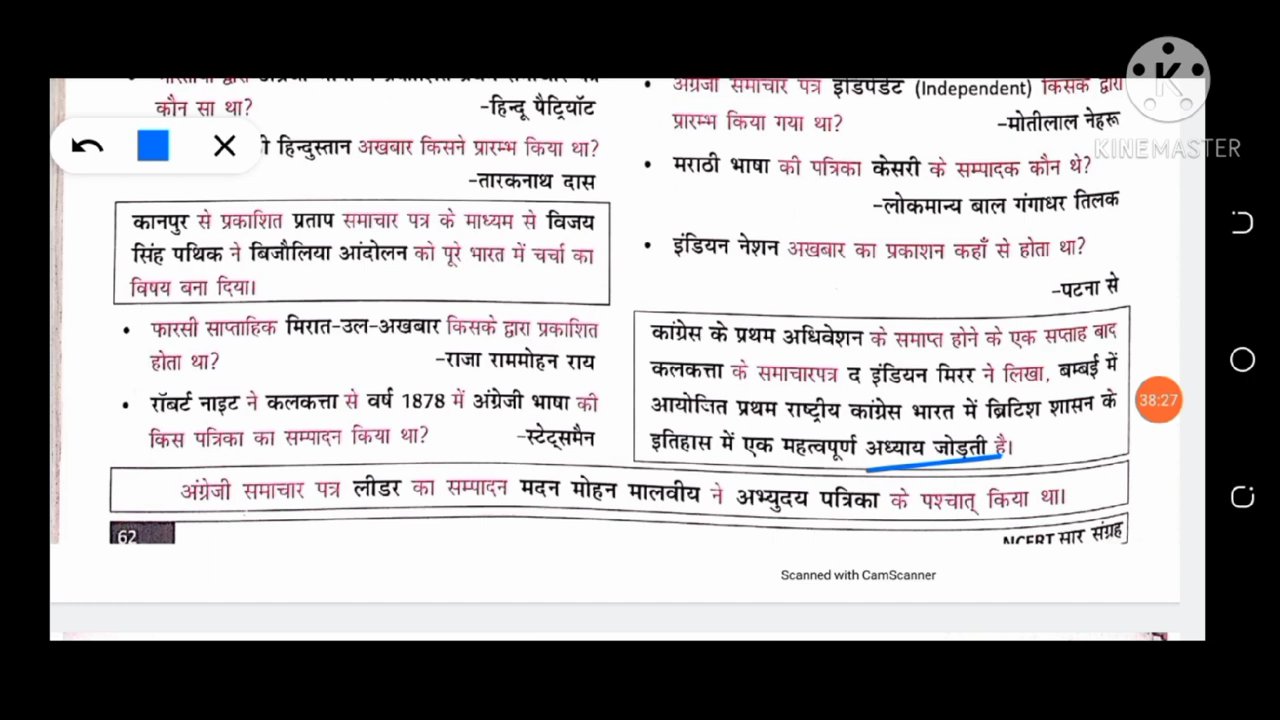 कौन सा था?
-हिन्दू पैट्रियॉट
हिन्दुस्तान अखबार किसने प्रारम्भ किया था?
-तारकनाथ दास
कानपुर से प्रकाशित प्रताप समाचार पत्र के माध्यम से विजय
सिंह पथिक ने बिजौलिया आंदोलन को पूरे भारत में चर्चा का
विषय बना दिया।
• फारसी साप्ताहिक मिरात-उल-अखबार किसके द्वारा प्रकाशित
होता था? -राजा राममोहन राय
• रॉबर्ट नाइट ने कलकत्ता से वर्ष 1878 में अंग्रेजी भाषा की
किस पत्रिका का सम्पादन किया था? -स्टेट्समैन
• अंग्रेजी समाचार पत्र इंडिपेंडेंट (Independent) किसके द्वारा
प्रारम्भ किया गया था? -मोतीलाल नेहरू
• मराठी भाषा की पत्रिका केसरी के सम्पादक कौन थे?
-लोकमान्य बाल गंगाधर तिलक
• इंडियन नेशन अखबार का प्रकाशन कहाँ से होता था?
-पटना से
कांग्रेस के प्रथम अधिवेशन के समाप्त होने के एक सप्ताह बाद
कलकत्ता के समाचारपत्र द इंडियन मिरर ने लिखा, बम्बई में
आयोजित प्रथम राष्ट्रीय कांग्रेस भारत में ब्रिटिश शासन के
इतिहास में एक महत्वपूर्ण अध्याय जोड़ती है।
अंग्रेजी समाचार पत्र लीडर का सम्पादन मदन मोहन मालवीय ने अभ्युदय पत्रिका के पश्चात् किया था।
62
NCERT सार संग्रह
Scanned with CamScanner
K
KINEMASTER
38:27